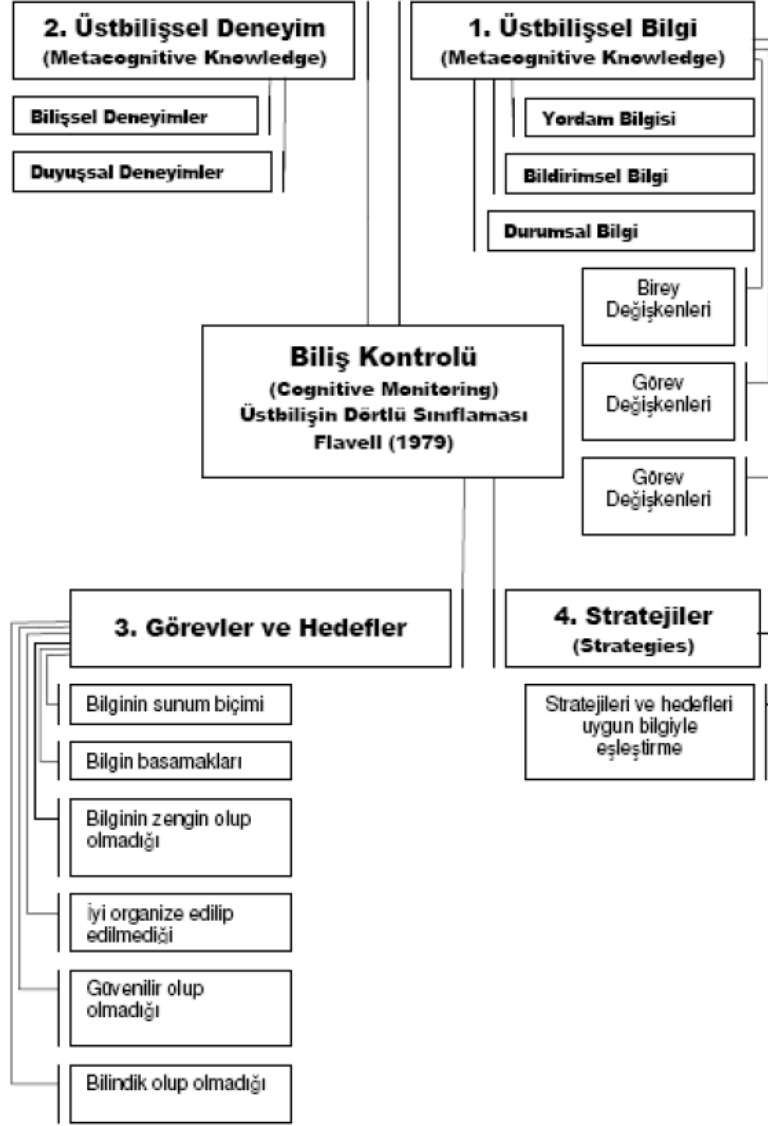 2. Üstbilişsel Deneyim
(Metacognitive Knowledge)
Bilişsel Deneyimler
Duyuşsal Deneyimler
1. Üstbilişsel Bilgi
(Metacognitive Knowledge)
Yordam Bilgisi
Bildirimsel Bilgi
Durumsal Bilgi
Birey
Değişkenleri
Görev
Değişkenleri
Görev
Değişkenleri
Biliş Kontrolü
(Cognitive Monitoring)
Üstbilişin Dörtlü Sınıflaması
Flavell (1979)
3. Görevler ve Hedefler
Bilginin sunum biçimi
Bilgin basamakları
Bilginin zengin olup
olmadığı
İyi organize edilip
edilmediği
Güvenilir olup
olmadığı
Bilindik olup olmadığı
4. Stratejiler
(Strategies)
Stratejileri ve hedefleri
uygun bilgiyle
eşleştirme